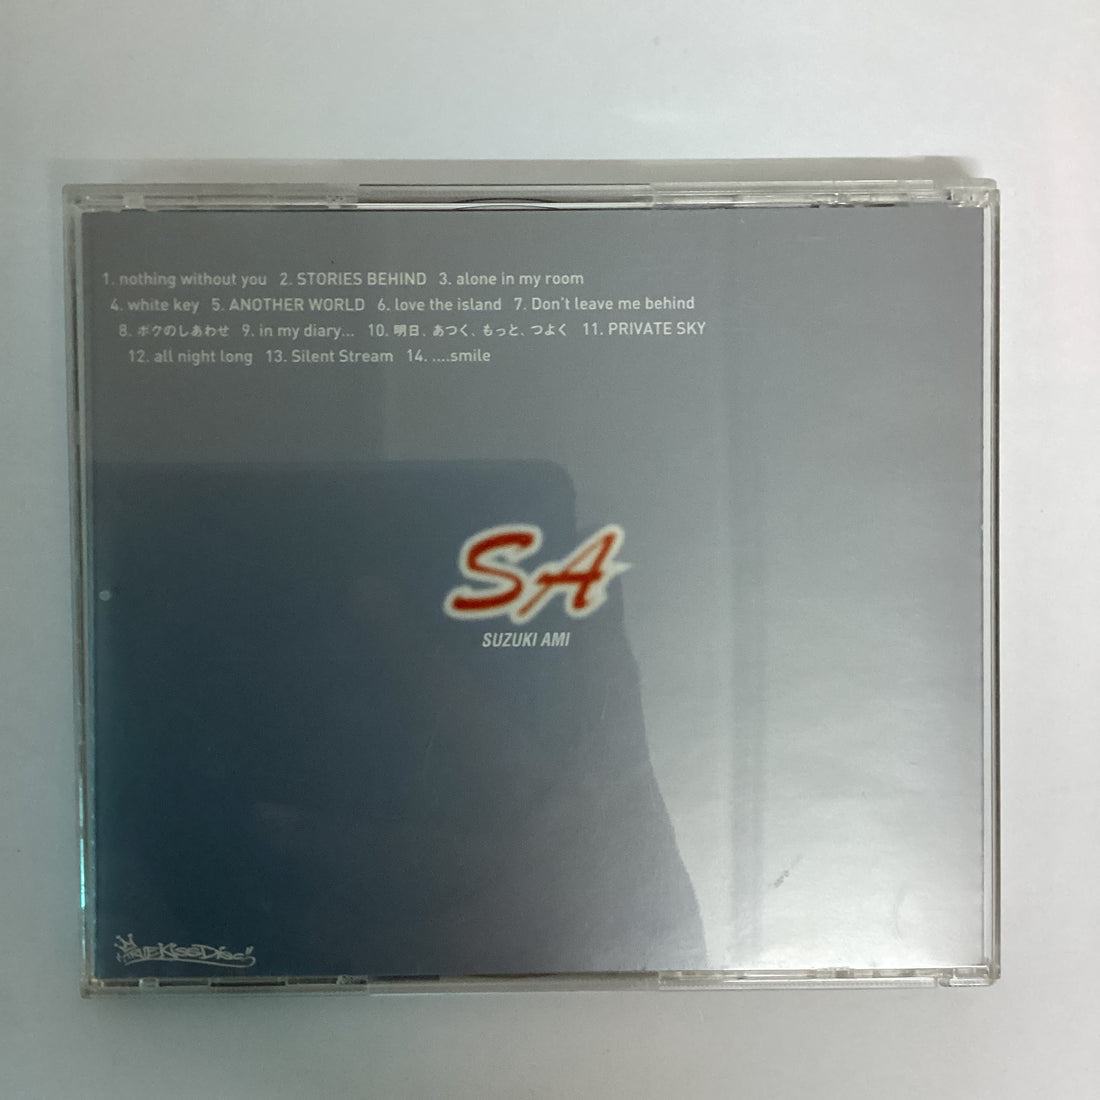 1. nothing without you 2. STORIES BEHIND 3. alone in my room
4. white key 5. ANOTHER WORLD 6. love the island 7. Don't leave me behind
8. ボクのしあわせ 9. in my diary... 10. 明日、あつく、もっと、つよく 11. PRIVATE SKY
12. all night long 13. Silent Stream 14. ....smile
SA
SUZUKI AMI
TRUE KiSS DiSC